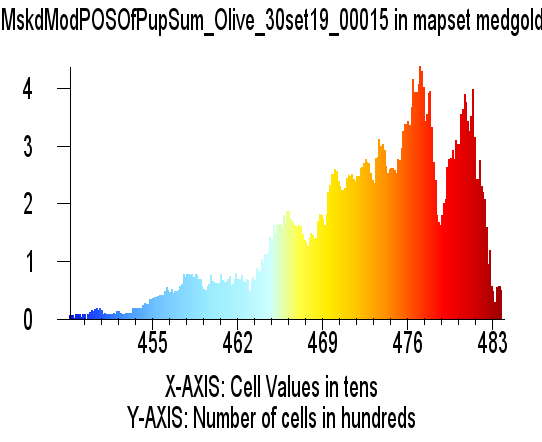 MskdModPOSOfPupSum_Olive_30set19_00015 in mapset medgold
4
3
2
1
0
455 462 469 476 483
X-AXIS: Cell Values in tens
Y-AXIS: Number of cells in hundreds